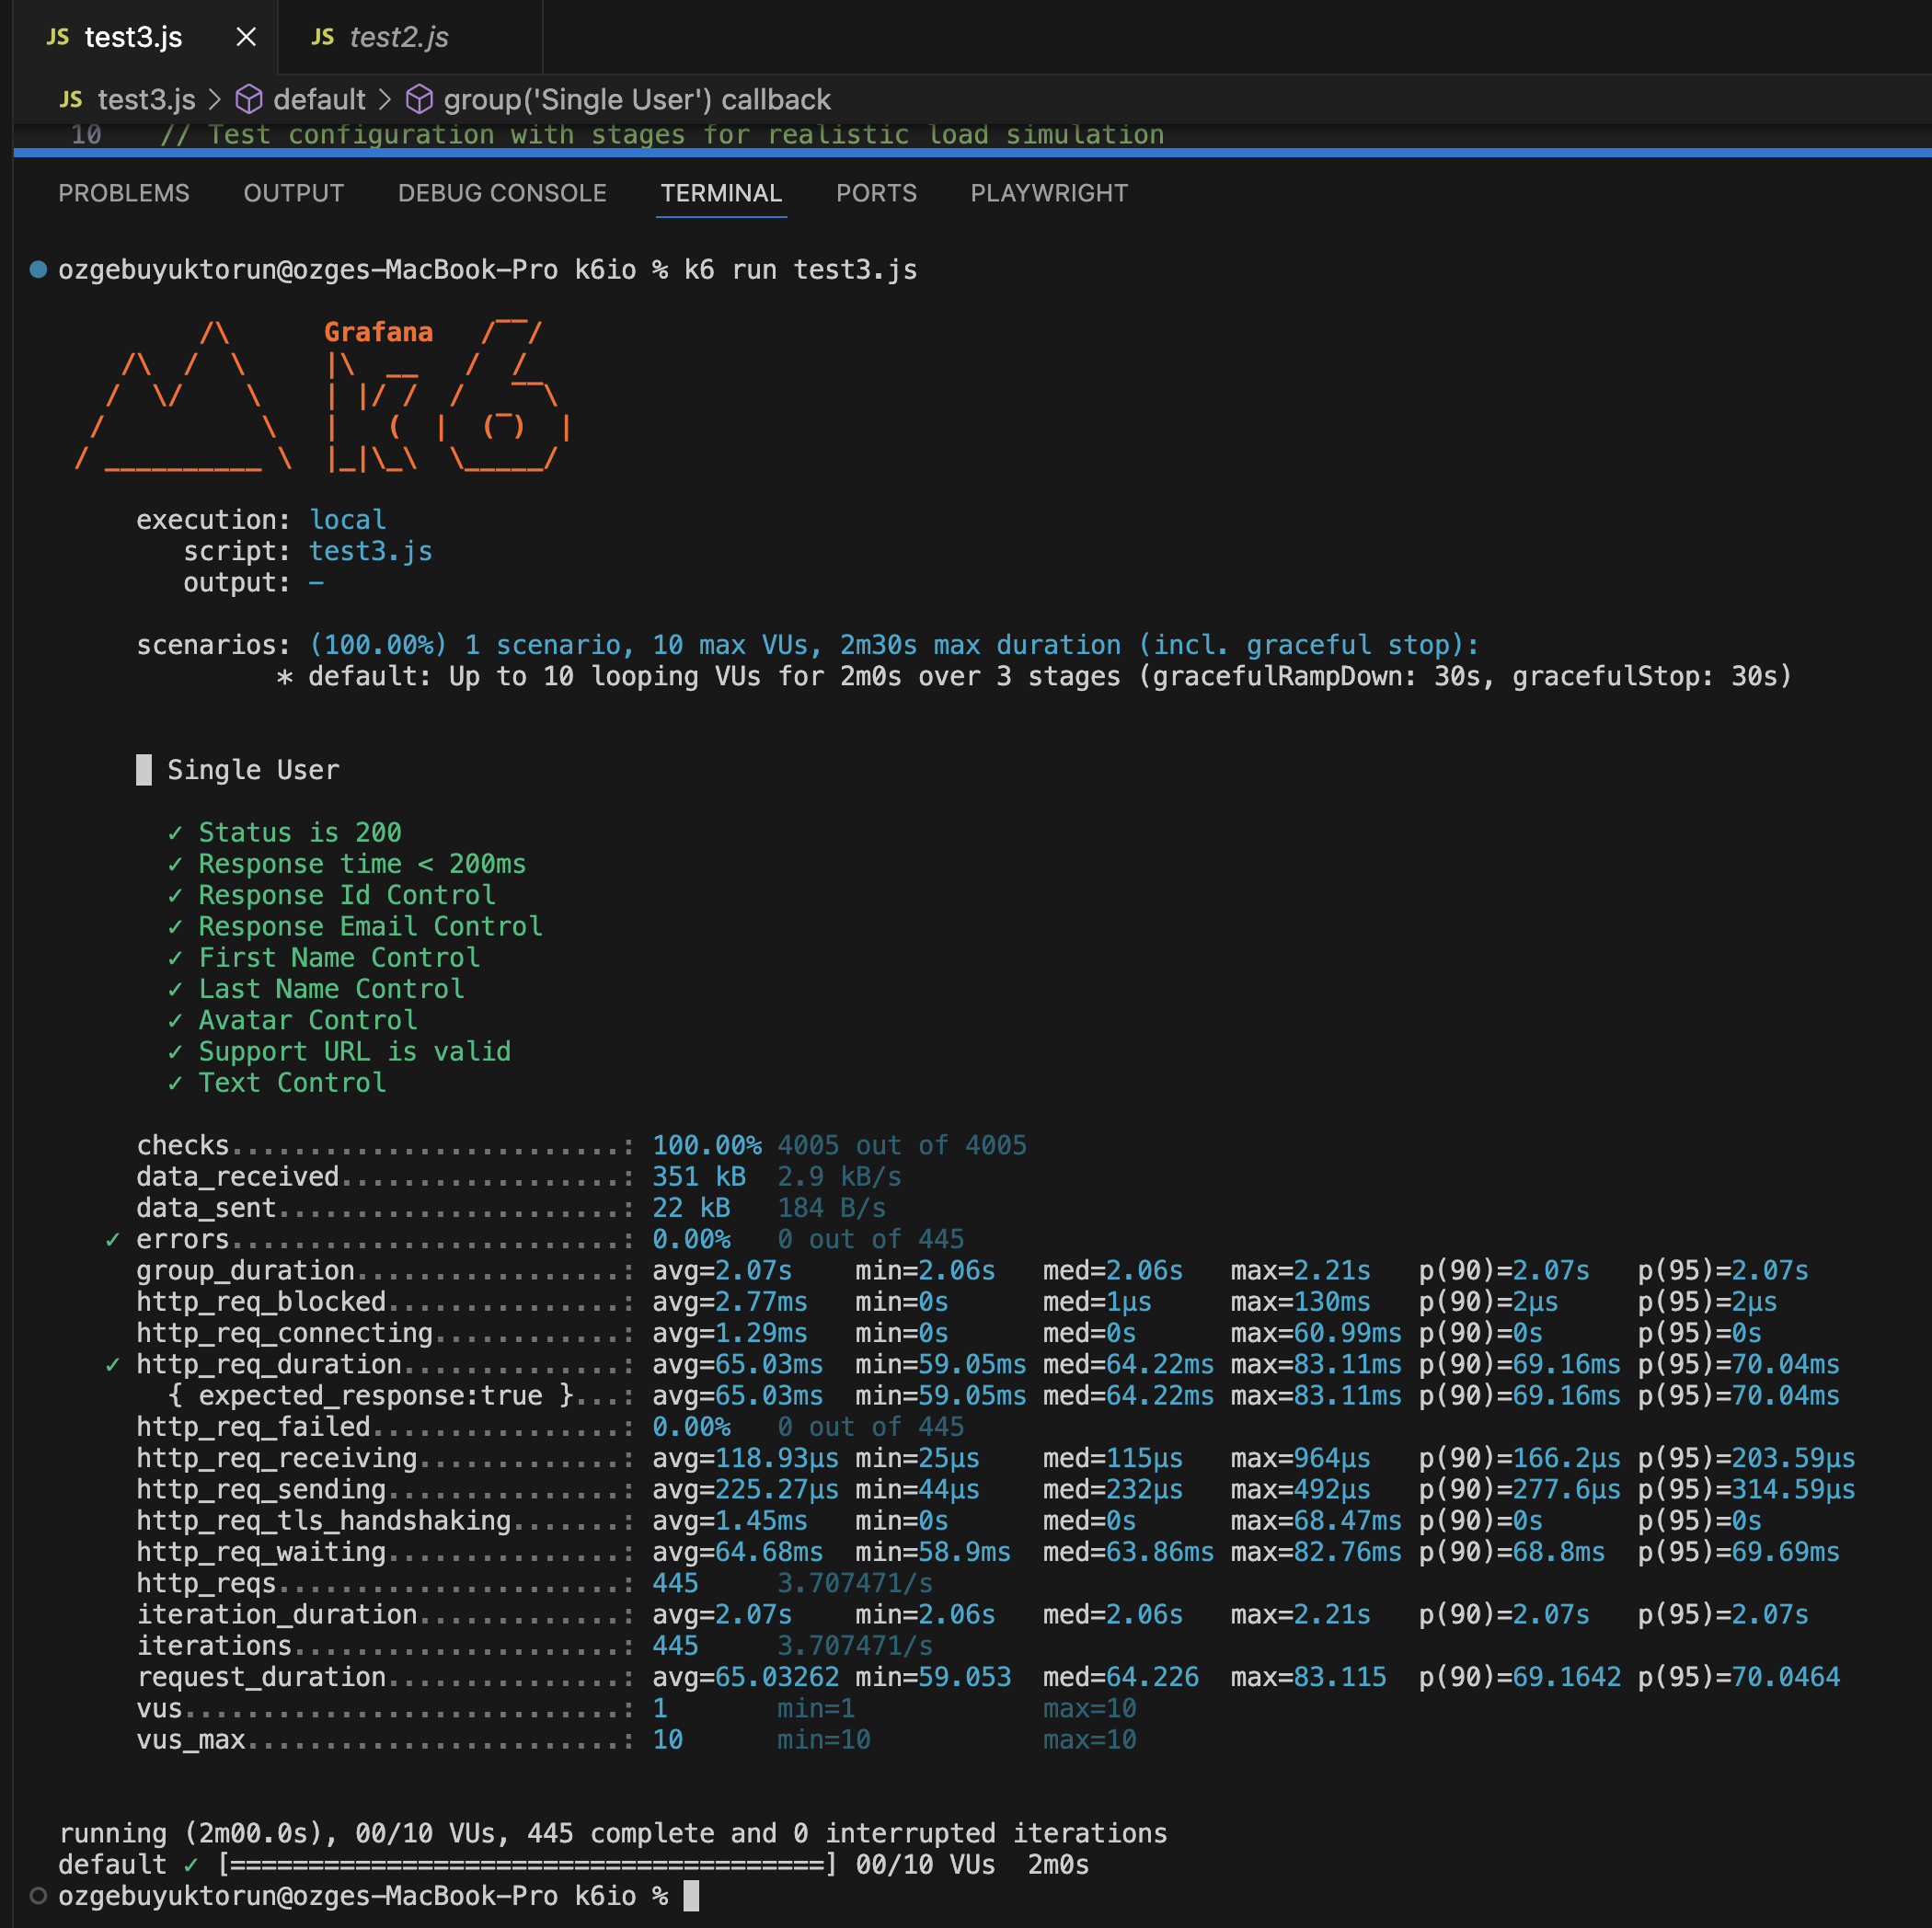 JS test3.js × JS test2.js
JS test3.js > default > group('Single User') callback
10 // Test configuration with stages for realistic load simulation
PROBLEMS OUTPUT DEBUG CONSOLE TERMINAL PORTS PLAYWRIGHT
ozgebuyuktorun@ozges-MacBook-Pro k6io % k6 run test3.js
Grafana
k6
execution: local
script: test3.js
output: -
scenarios: (100.00%) 1 scenario, 10 max VUs, 2m30s max duration (incl. graceful stop):
* default: Up to 10 looping VUs for 2m0s over 3 stages (gracefulRampDown: 30s, gracefulStop: 30s)
█ Single User
✓ Status is 200
✓ Response time < 200ms
✓ Response Id Control
✓ Response Email Control
✓ First Name Control
✓ Last Name Control
✓ Avatar Control
✓ Support URL is valid
✓ Text Control
checks.........................: 100.00% 4005 out of 4005
data_received..................: 351 kB 2.9 kB/s
data_sent......................: 22 kB 184 B/s
✓ errors.........................: 0.00% 0 out of 445
group_duration.................: avg=2.07s min=2.06s med=2.06s max=2.21s p(90)=2.07s p(95)=2.07s
http_req_blocked...............: avg=2.77ms min=0s med=1µs max=130ms p(90)=2µs p(95)=2µs
http_req_connecting............: avg=1.29ms min=0s med=0s max=60.99ms p(90)=0s p(95)=0s
✓ http_req_duration..............: avg=65.03ms min=59.05ms med=64.22ms max=83.11ms p(90)=69.16ms p(95)=70.04ms
{ expected_response:true }...: avg=65.03ms min=59.05ms med=64.22ms max=83.11ms p(90)=69.16ms p(95)=70.04ms
http_req_failed................: 0.00% 0 out of 445
http_req_receiving.............: avg=118.93µs min=25µs med=115µs max=964µs p(90)=166.2µs p(95)=203.59µs
http_req_sending...............: avg=225.27µs min=44µs med=232µs max=492µs p(90)=277.6µs p(95)=314.59µs
http_req_tls_handshaking.......: avg=1.45ms min=0s med=0s max=68.47ms p(90)=0s p(95)=0s
http_req_waiting...............: avg=64.68ms min=58.9ms med=63.86ms max=82.76ms p(90)=68.8ms p(95)=69.69ms
http_reqs......................: 445 3.707471/s
iteration_duration.............: avg=2.07s min=2.06s med=2.06s max=2.21s p(90)=2.07s p(95)=2.07s
iterations.....................: 445 3.707471/s
request_duration...............: avg=65.03262 min=59.053 med=64.226 max=83.115 p(90)=69.1642 p(95)=70.0464
vus............................: 1 min=1 max=10
vus_max........................: 10 min=10 max=10
running (2m00.0s), 00/10 VUs, 445 complete and 0 interrupted iterations
default ✓ [======================================] 00/10 VUs 2m0s
ozgebuyuktorun@ozges-MacBook-Pro k6io %